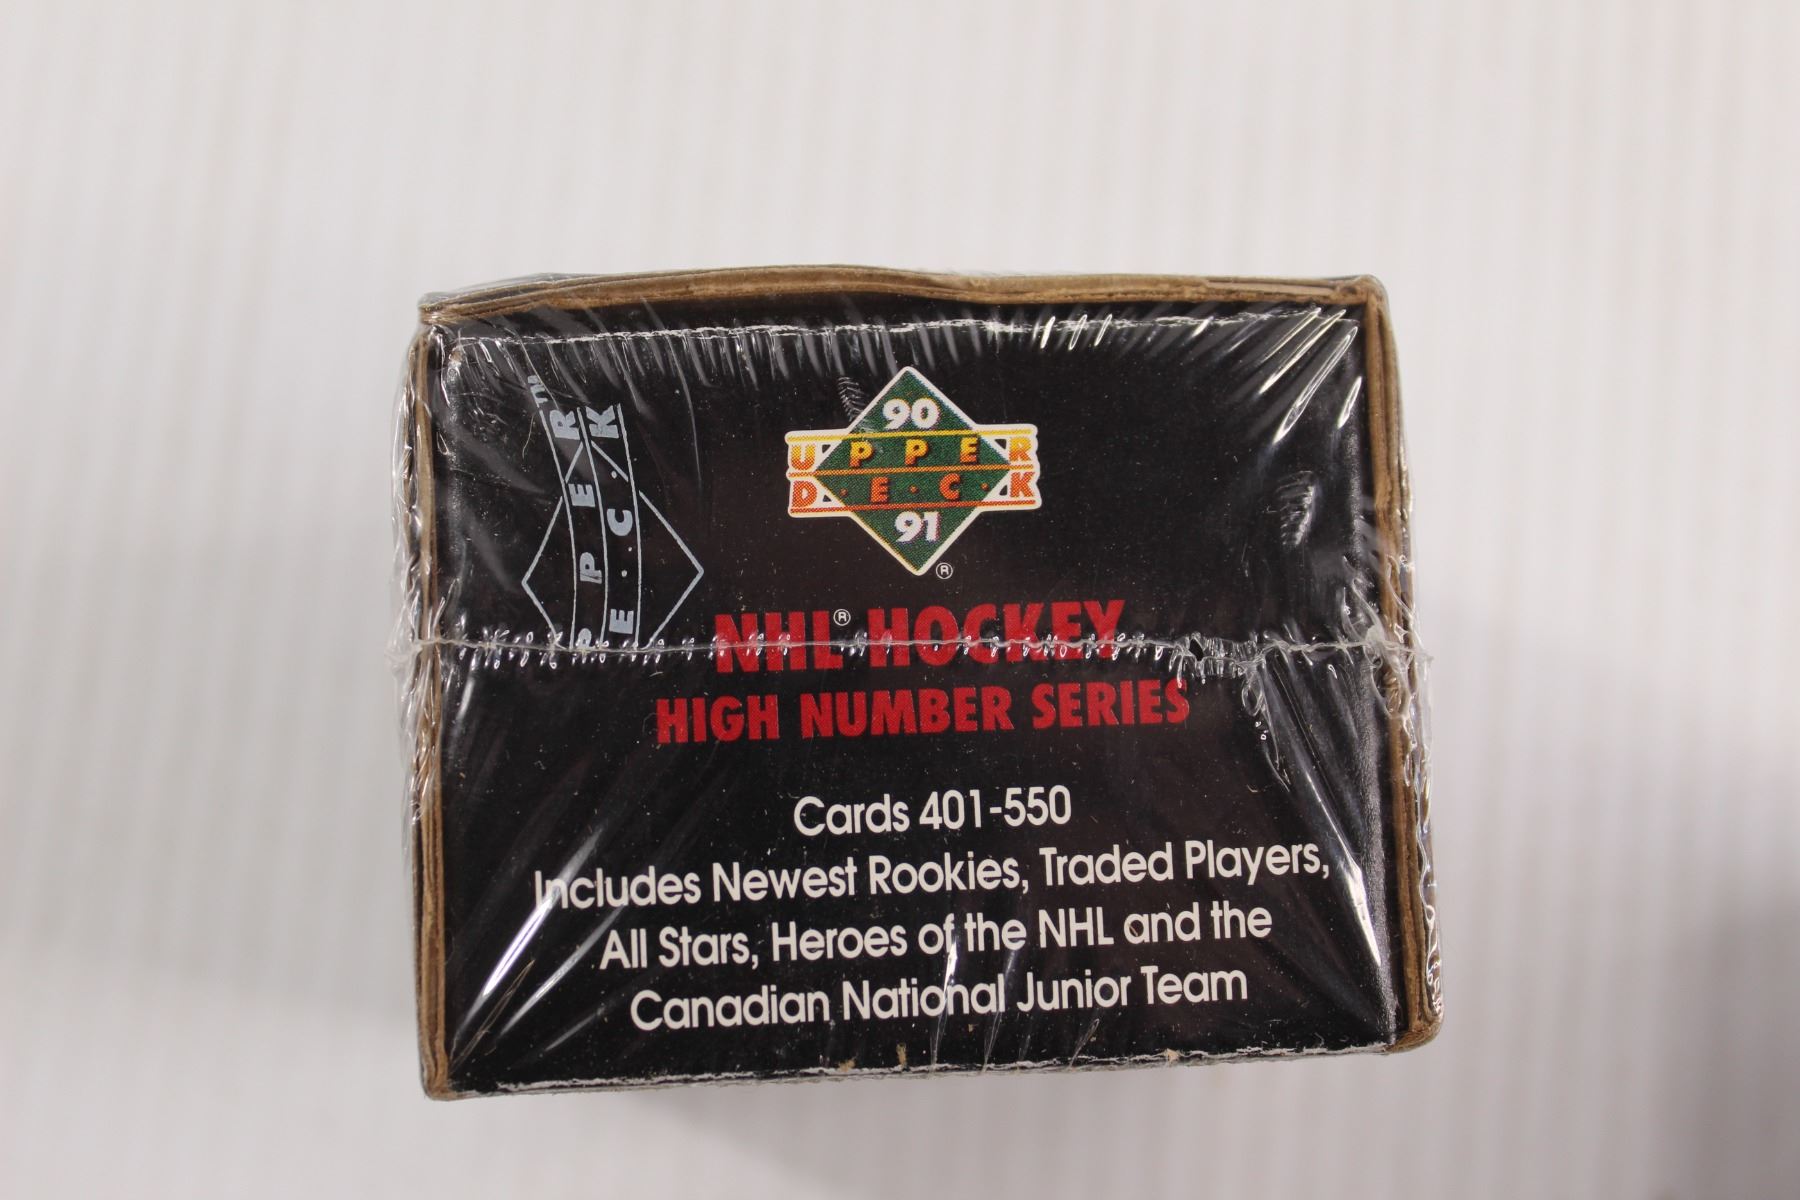 90
UPPER
D·E·C·K
91
®
NHL® HOCKEY
HIGH NUMBER SERIES
Cards 401-550
Includes Newest Rookies, Traded Players,
All Stars, Heroes of the NHL and the
Canadian National Junior Team
PPER™
E·C·K